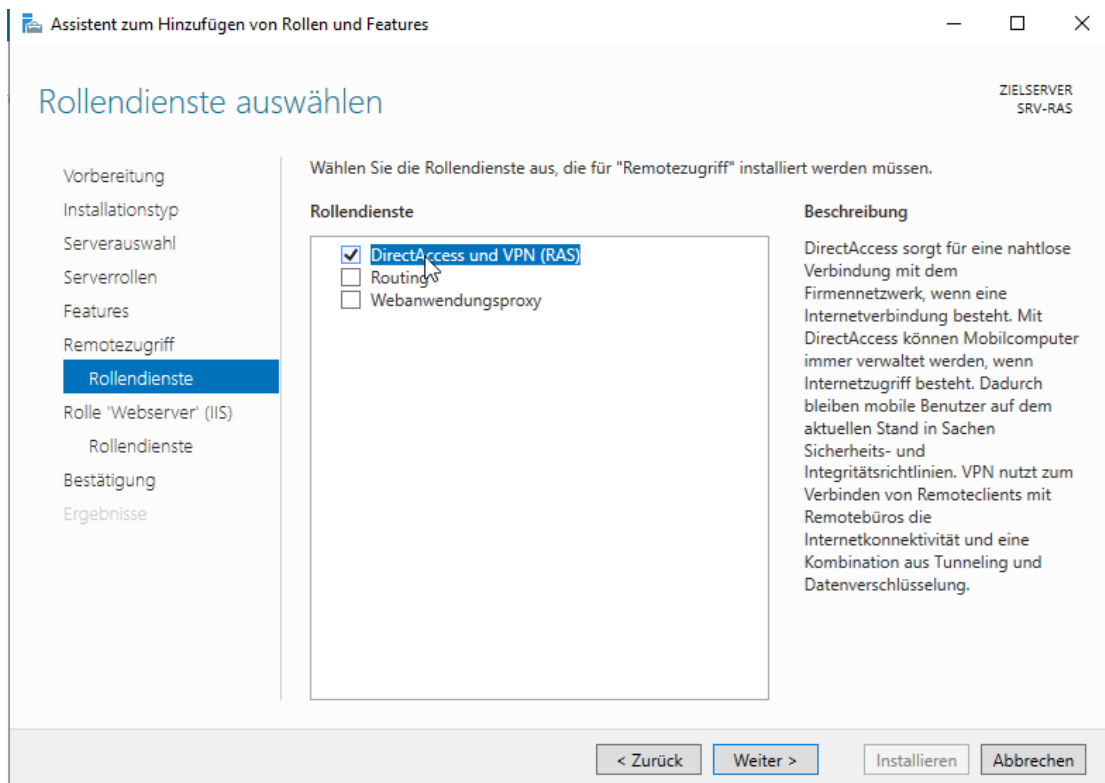 Assistent zum Hinzufügen von Rollen und Features
Rollendienste auswählen
ZIELSERVER
SRV-RAS
Vorbereitung
Installationstyp
Serverauswahl
Serverrollen
Features
Remotezugriff
Rollendienste
Rolle 'Webserver' (IIS)
Rollendienste
Bestätigung
Ergebnisse
Wählen Sie die Rollendienste aus, die für "Remotezugriff" installiert werden müssen.
Rollendienste
DirectAccess und VPN (RAS)
Routing
Webanwendungsproxy
Beschreibung
DirectAccess sorgt für eine nahtlose
Verbindung mit dem
Firmennetzwerk, wenn eine
Internetverbindung besteht. Mit
DirectAccess können Mobilcomputer
immer verwaltet werden, wenn
Internetzugriff besteht. Dadurch
bleiben mobile Benutzer auf dem
aktuellen Stand in Sachen
Sicherheits- und
Integritätsrichtlinien. VPN nutzt zum
Verbinden von Remoteclients mit
Remotebüros die
Internetkonnektivität und eine
Kombination aus Tunneling und
Datenverschlüsselung.
< Zurück
Weiter >
Installieren
Abbrechen